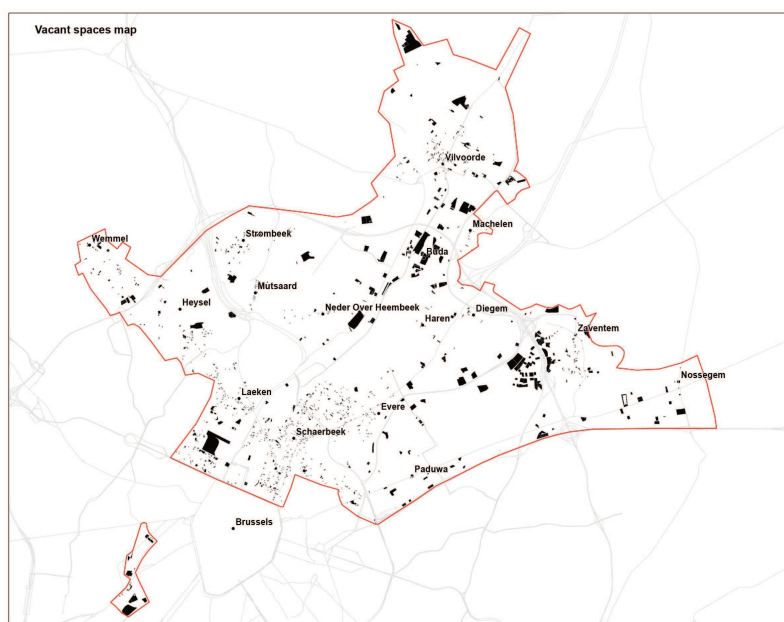 Vacant spaces map
Vilvoorde
Machelen
Wemmel
Strombeek
Buda
Mutsaard
Heysel
Neder Over Heembeek
Haren
Diegem
Zaventem
Nossegem
Laeken
Evere
Schaerbeek
Paduwa
Brussels